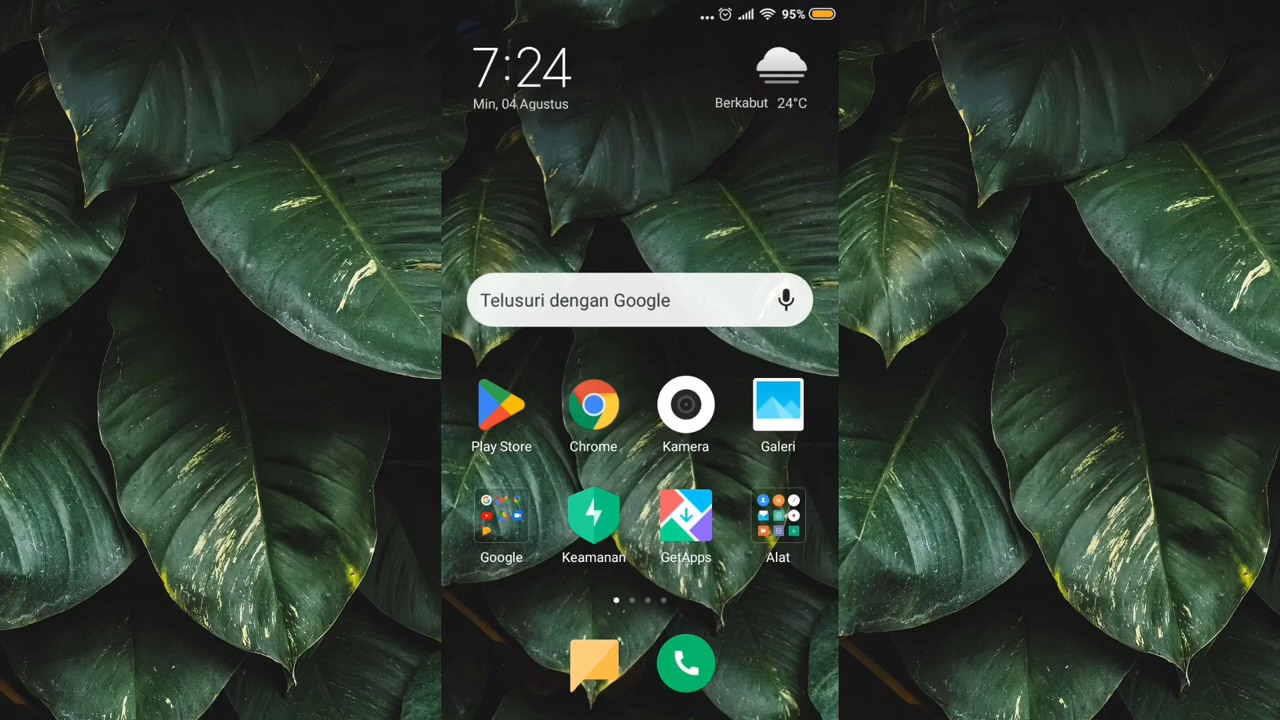 95%
7:24
Min, 04 Agustus
Berkabut 24°C
Telusuri dengan Google
Play Store
Chrome
Kamera
Galeri
Google
Keamanan
GetApps
Alat